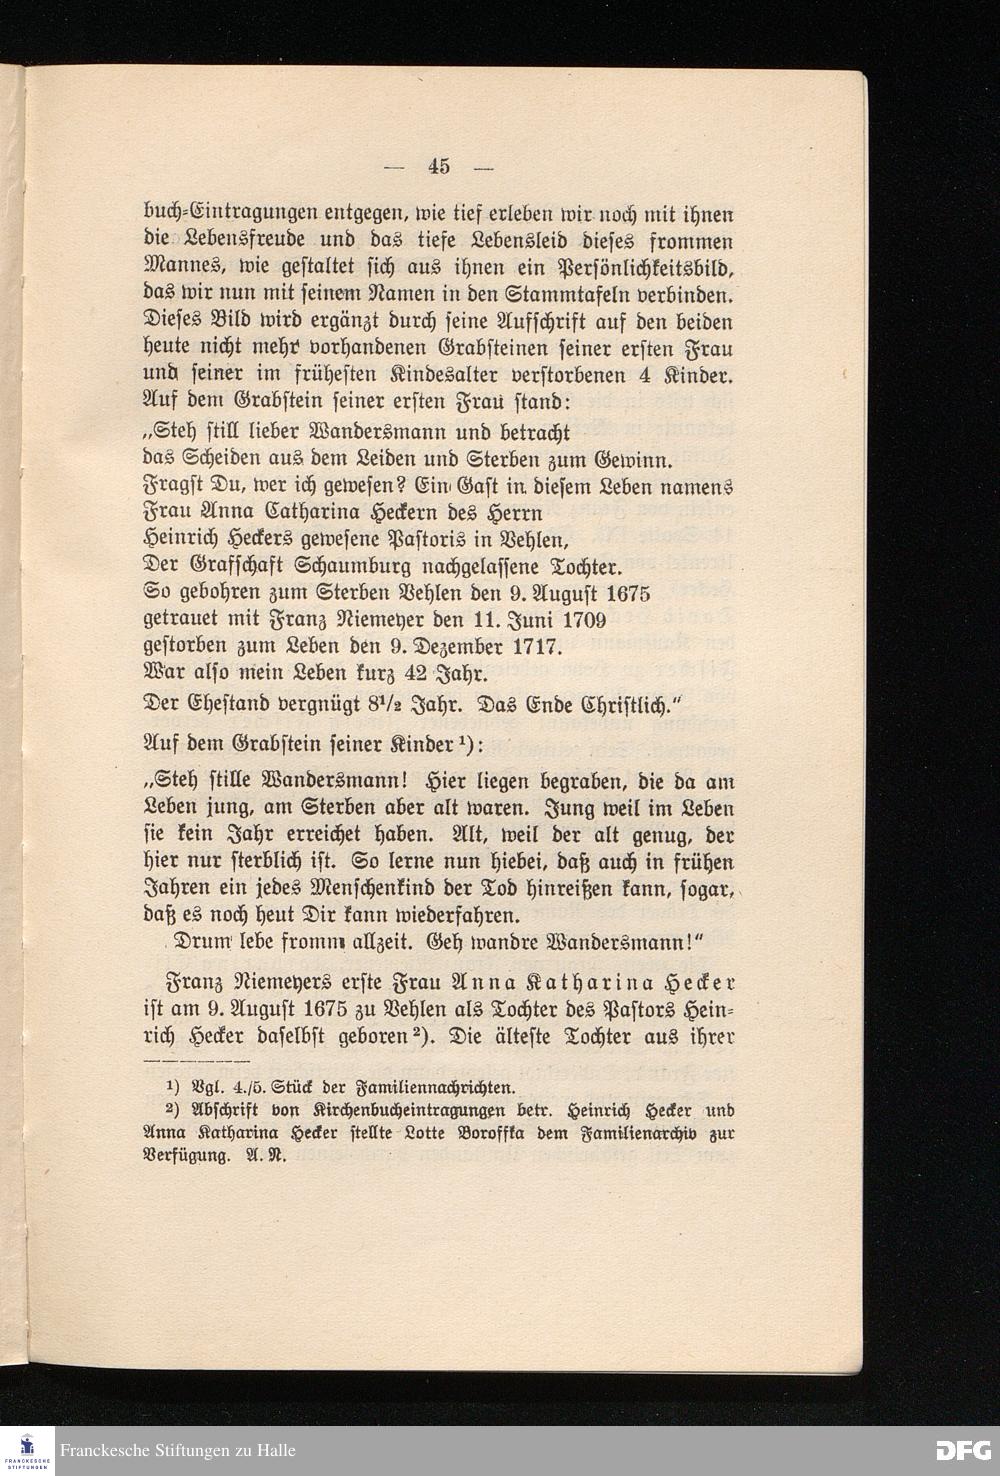 — 45 —
buch-Eintragungen entgegen, wie tief erleben wir noch mit ihnen
die Lebensfreude und das tiefe Lebensleid dieses frommen
Mannes, wie gestaltet sich aus ihnen ein Persönlichkeitsbild,
das wir nun mit seinem Namen in den Stammtafeln verbinden.
Dieses Bild wird ergänzt durch seine Aufschrift auf den beiden
heute nicht mehr vorhandenen Grabsteinen seiner ersten Frau
und seiner im frühesten Kindesalter verstorbenen 4 Kinder.
Auf dem Grabstein seiner ersten Frau stand:
„Steh still lieber Wandersmann und betracht
das Scheiden aus dem Leiden und Sterben zum Gewinn.
Fragst Du, wer ich gewesen? Ein Gast in diesem Leben namens
Frau Anna Catharina Heckern des Herrn
Heinrich Heckers gewesene Pastoris in Vehlen,
Der Grafschaft Schaumburg nachgelassene Tochter.
So gebohren zum Sterben Vehlen den 9. August 1675
getrauet mit Franz Niemeyer den 11. Juni 1709
gestorben zum Leben den 9. Dezember 1717.
War also mein Leben kurz 42 Jahr.
Der Ehestand vergnügt 8½ Jahr. Das Ende Christlich.“
Auf dem Grabstein seiner Kinder ¹):
„Steh stille Wandersmann! Hier liegen begraben, die da am
Leben jung, am Sterben aber alt waren. Jung weil im Leben
sie kein Jahr erreichet haben. Alt, weil der alt genug, der
hier nur sterblich ist. So lerne nun hiebei, daß auch in frühen
Jahren ein jedes Menschenkind der Tod hinreißen kann, sogar,
daß es noch heut Dir kann wiederfahren.
Drum lebe fromm allzeit. Geh wandre Wandersmann!“
Franz Niemeyers erste Frau Anna Katharina Hecker
ist am 9. August 1675 zu Vehlen als Tochter des Pastors Hein-
rich Hecker daselbst geboren ²). Die älteste Tochter aus ihrer
¹) Vgl. 4./5. Stück der Familiennachrichten.
²) Abschrift von Kirchenbucheintragungen betr. Heinrich Hecker und
Anna Katharina Hecker stellte Lotte Boroffka dem Familienarchiv zur
Verfügung. A. N.
FRANCKESCHE
STIFTUNGEN
Franckesche Stiftungen zu Halle
DFG